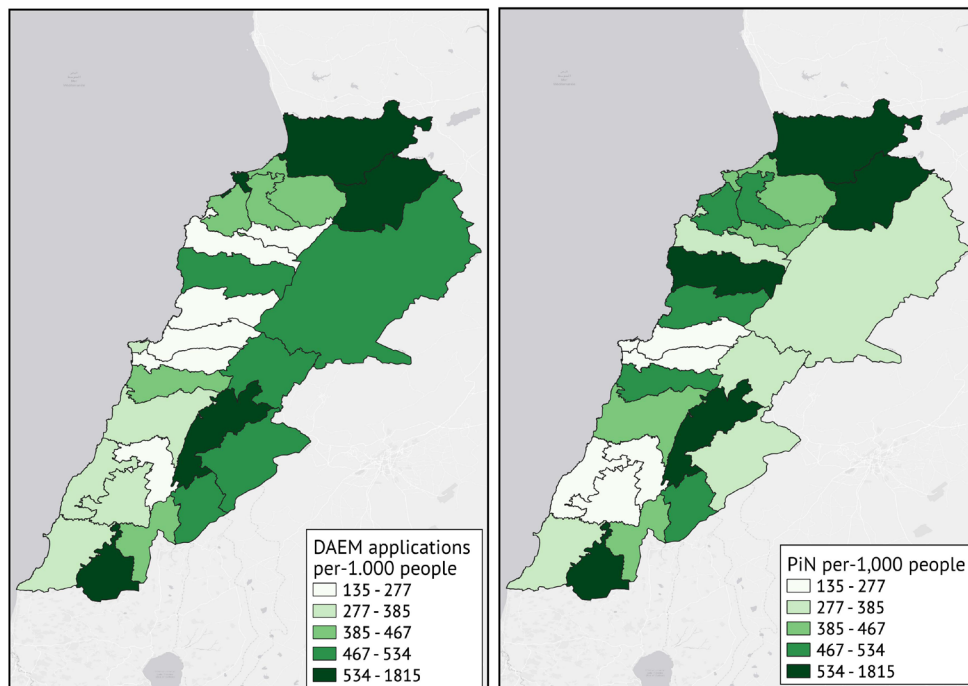 DAEM applications
per-1.000 people
135 - 277
277 - 385
385 - 467
467 - 534
534 - 1815
PiN per-1,000 people
135 - 277
277 - 385
385 - 467
467 - 534
534 - 1815